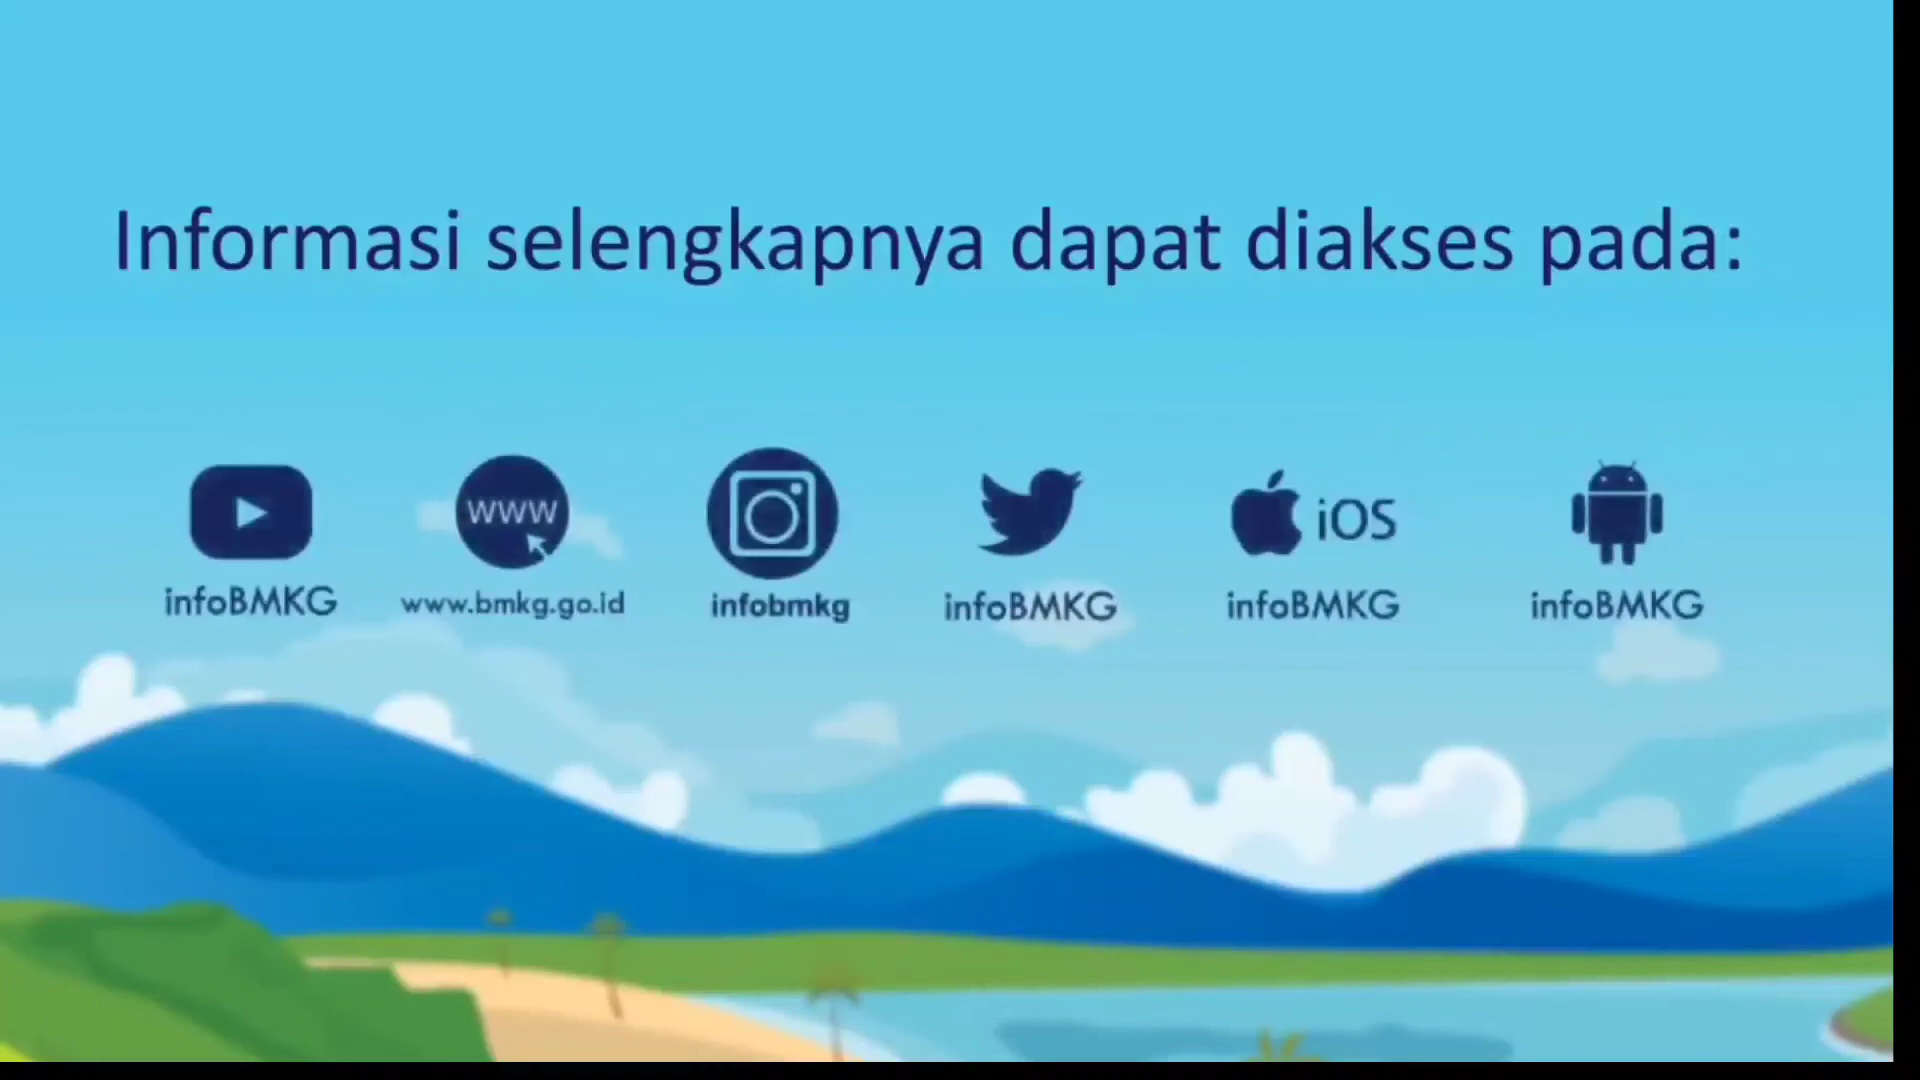 Informasi selengkapnya dapat diakses pada:
www iOS
infoBMKG www.bmkg.go.id infobmkg infoBMKG infoBMKG infoBMKG